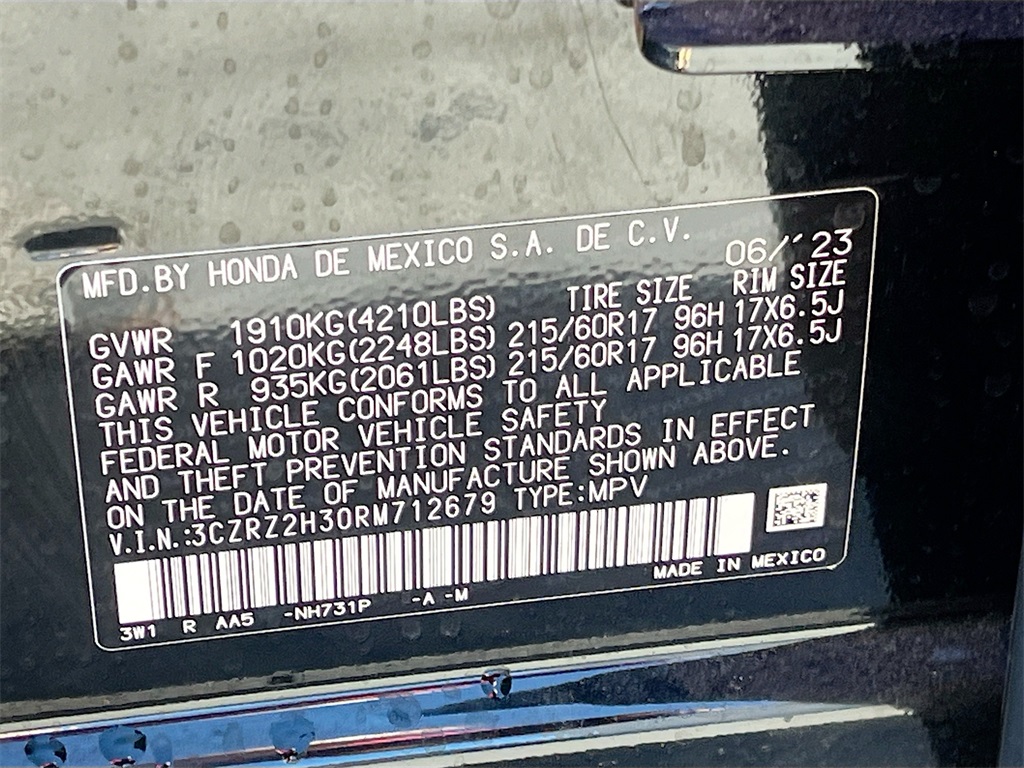 MFD.BY HONDA DE MEXICO S.A. DE C.V. 06/'23
GVWR 1910KG(4210LBS) TIRE SIZE RIM SIZE
GAWR F 1020KG(2248LBS) 215/60R17 96H 17X6.5J
GAWR R 935KG(2061LBS) 215/60R17 96H 17X6.5J
THIS VEHICLE CONFORMS TO ALL APPLICABLE
FEDERAL MOTOR VEHICLE SAFETY
AND THEFT PREVENTION STANDARDS IN EFFECT
ON THE DATE OF MANUFACTURE SHOWN ABOVE.
V.I.N.:3CZRZ2H30RM712679 TYPE:MPV
MADE IN MEXICO
3W1 R AA5 -NH731P -A -M